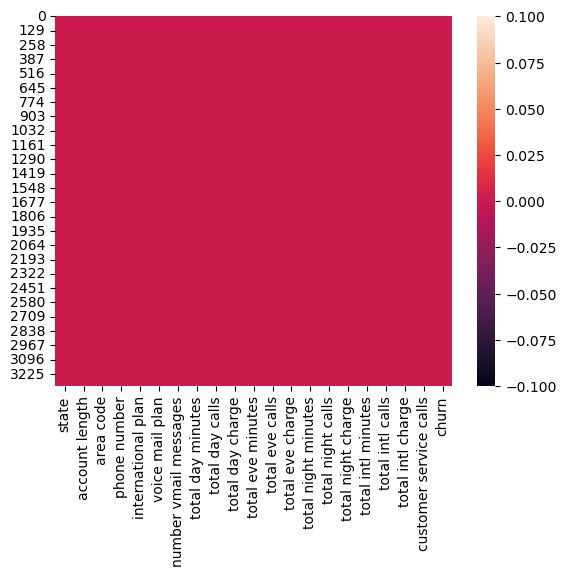 0
129
258
387
516
645
774
903
1032
1161
1290
1419
1548
1677
1806
1935
2064
2193
2322
2451
2580
2709
2838
2967
3096
3225
state
account length
area code
phone number
international plan
voice mail plan
number vmail messages
total day minutes
total day calls
total day charge
total eve minutes
total eve calls
total eve charge
total night minutes
total night calls
total night charge
total intl minutes
total intl calls
total intl charge
customer service calls
churn
0.100
0.075
0.050
0.025
0.000
−0.025
−0.050
−0.075
−0.100